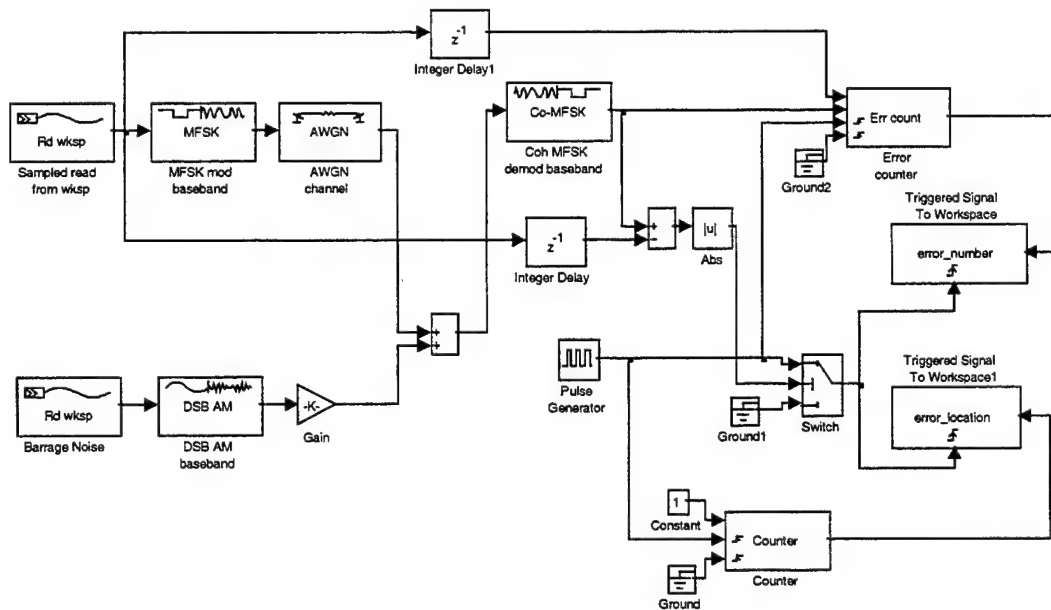 z-1
Integer Delay1
Rd wksp
Sampled read
from wksp
MFSK
MFSK mod
baseband
AWGN
AWGN
channel
Co-MFSK
Coh MFSK
demod baseband
Err count
Error
counter
Ground2
Triggered Signal
To Workspace
error_number
z-1
Integer Delay
+
−
|u|
Abs
+
+
Pulse
Generator
Ground1
Switch
Triggered Signal
To Workspace1
error_location
Rd wksp
Barrage Noise
DSB AM
DSB AM
baseband
-K-
Gain
1
Constant
Counter
Counter
Ground